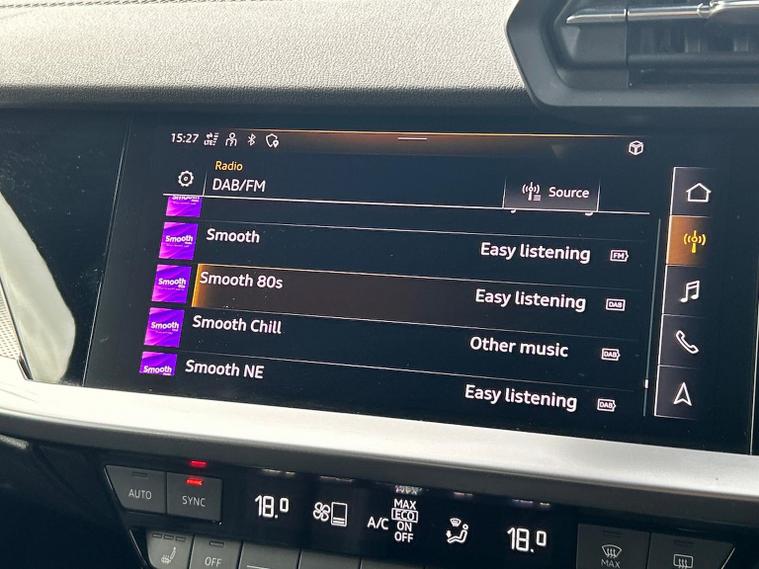 15:27 LTE
Radio
DAB/FM
Source
Smooth
Smooth Easy listening FM
Smooth
Smooth 80s Easy listening DAB
Smooth
Smooth Chill Other music DAB
Smooth
Smooth NE Easy listening DAB
Smooth
AUTO
SYNC
18.0
A/C
MAX
ECO
ON
OFF
18.0
OFF
MAX